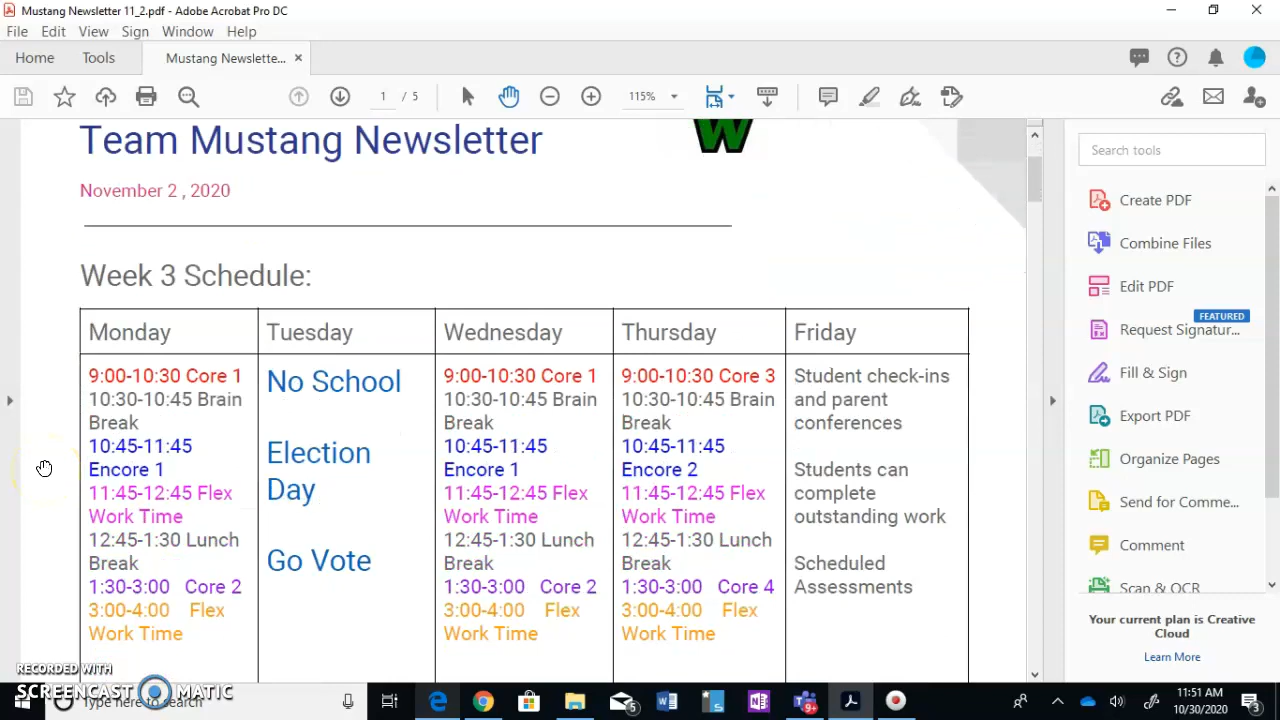 Mustang Newsletter 11_2.pdf - Adobe Acrobat Pro DC
File Edit View Sign Window Help
Home Tools Mustang Newslette... ×
1 / 5 115%
Team Mustang Newsletter
W
November 2 , 2020
Week 3 Schedule:
Monday Tuesday Wednesday Thursday Friday
9:00-10:30 Core 1
10:30-10:45 Brain
Break
10:45-11:45
Encore 1
11:45-12:45 Flex
Work Time
12:45-1:30 Lunch
Break
1:30-3:00 Core 2
3:00-4:00 Flex
Work Time
No School
Election
Day
Go Vote
9:00-10:30 Core 1
10:30-10:45 Brain
Break
10:45-11:45
Encore 1
11:45-12:45 Flex
Work Time
12:45-1:30 Lunch
Break
1:30-3:00 Core 2
3:00-4:00 Flex
Work Time
9:00-10:30 Core 3
10:30-10:45 Brain
Break
10:45-11:45
Encore 2
11:45-12:45 Flex
Work Time
12:45-1:30 Lunch
Break
1:30-3:00 Core 4
3:00-4:00 Flex
Work Time
Student check-ins
and parent
conferences
Students can
complete
outstanding work
Scheduled
Assessments
Search tools
Create PDF
Combine Files
Edit PDF
FEATURED
Request Signatur...
Fill & Sign
Export PDF
Organize Pages
Send for Comme...
Comment
Scan & OCR
Your current plan is Creative
Cloud
Learn More
RECORDED WITH
SCREENCAST MATIC
Type here to search
5
9+
11:51 AM
10/30/2020
3